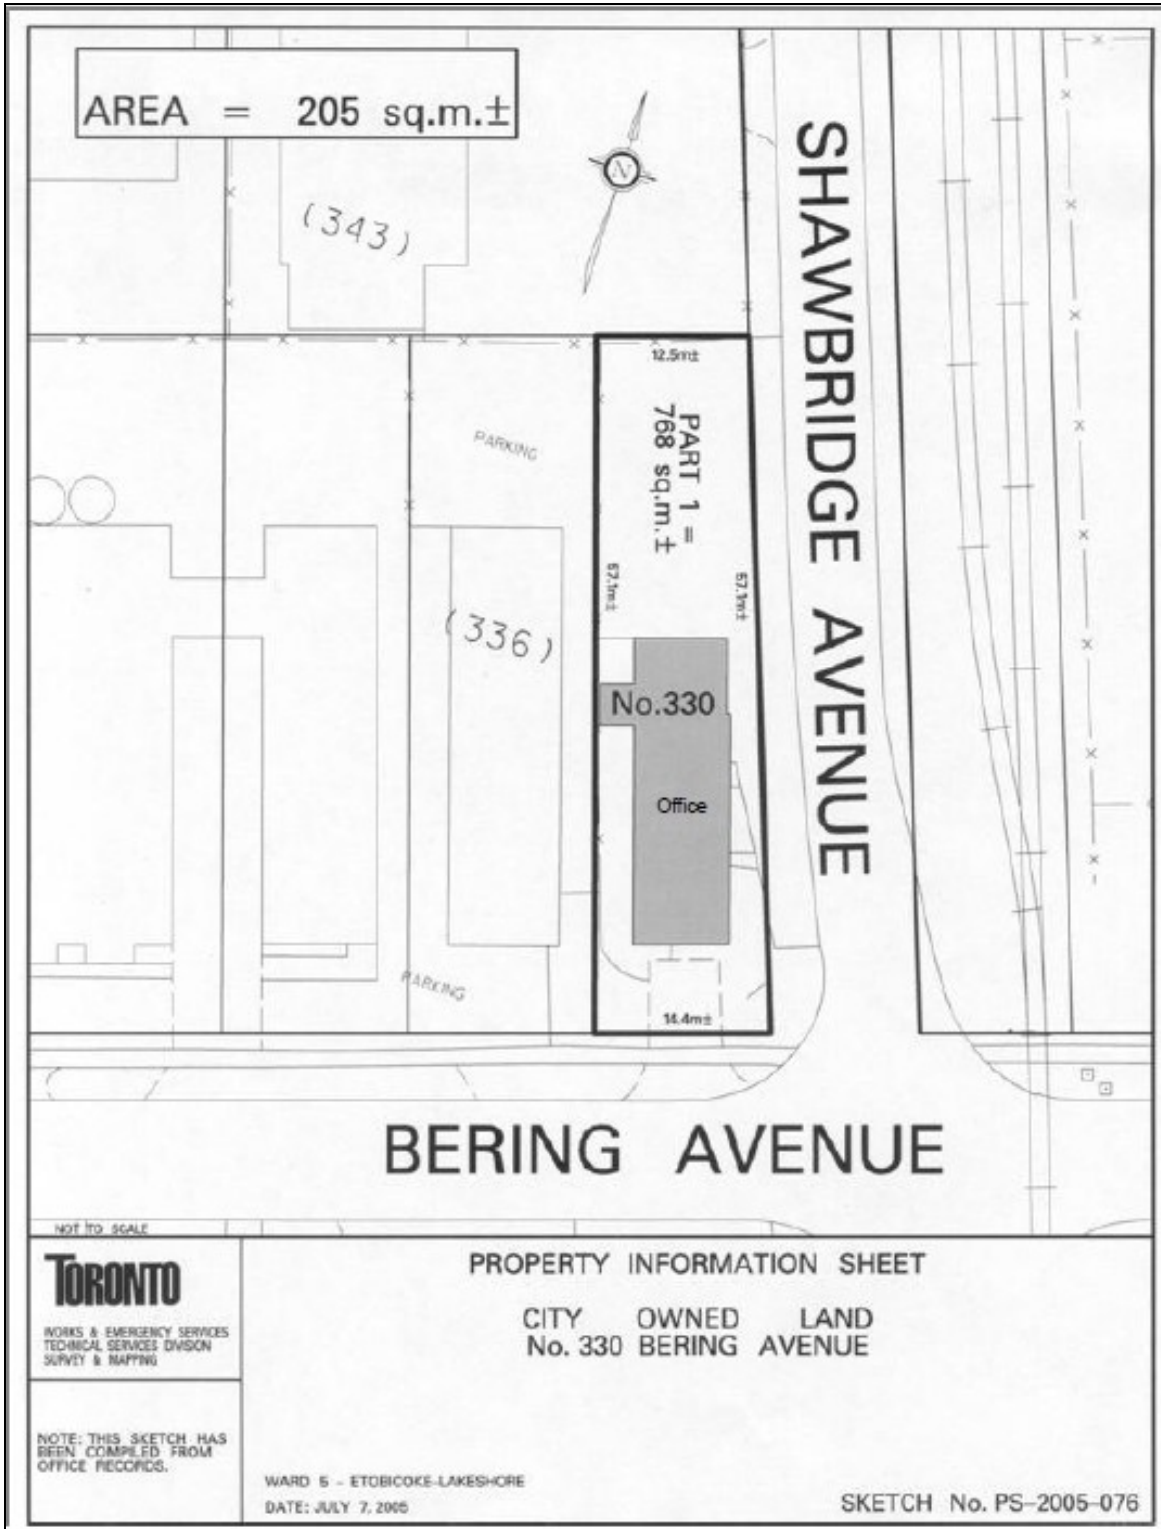 AREA = 205 sq.m.±
(343)
N
SHAWBRIDGE AVENUE
12.5m±
PART 1 =
768 sq.m.±
PARKING
57.1m±
57.1m±
(336)
No.330
Office
PARKING
14.4m±
BERING AVENUE
NOT TO SCALE
TORONTO
WORKS & EMERGENCY SERVICES
TECHNICAL SERVICES DIVISION
SURVEY & MAPPING
PROPERTY INFORMATION SHEET
CITY OWNED LAND
No. 330 BERING AVENUE
NOTE: THIS SKETCH HAS
BEEN COMPILED FROM
OFFICE RECORDS.
WARD 5 - ETOBICOKE-LAKESHORE
DATE: JULY 7, 2005
SKETCH No. PS-2005-076